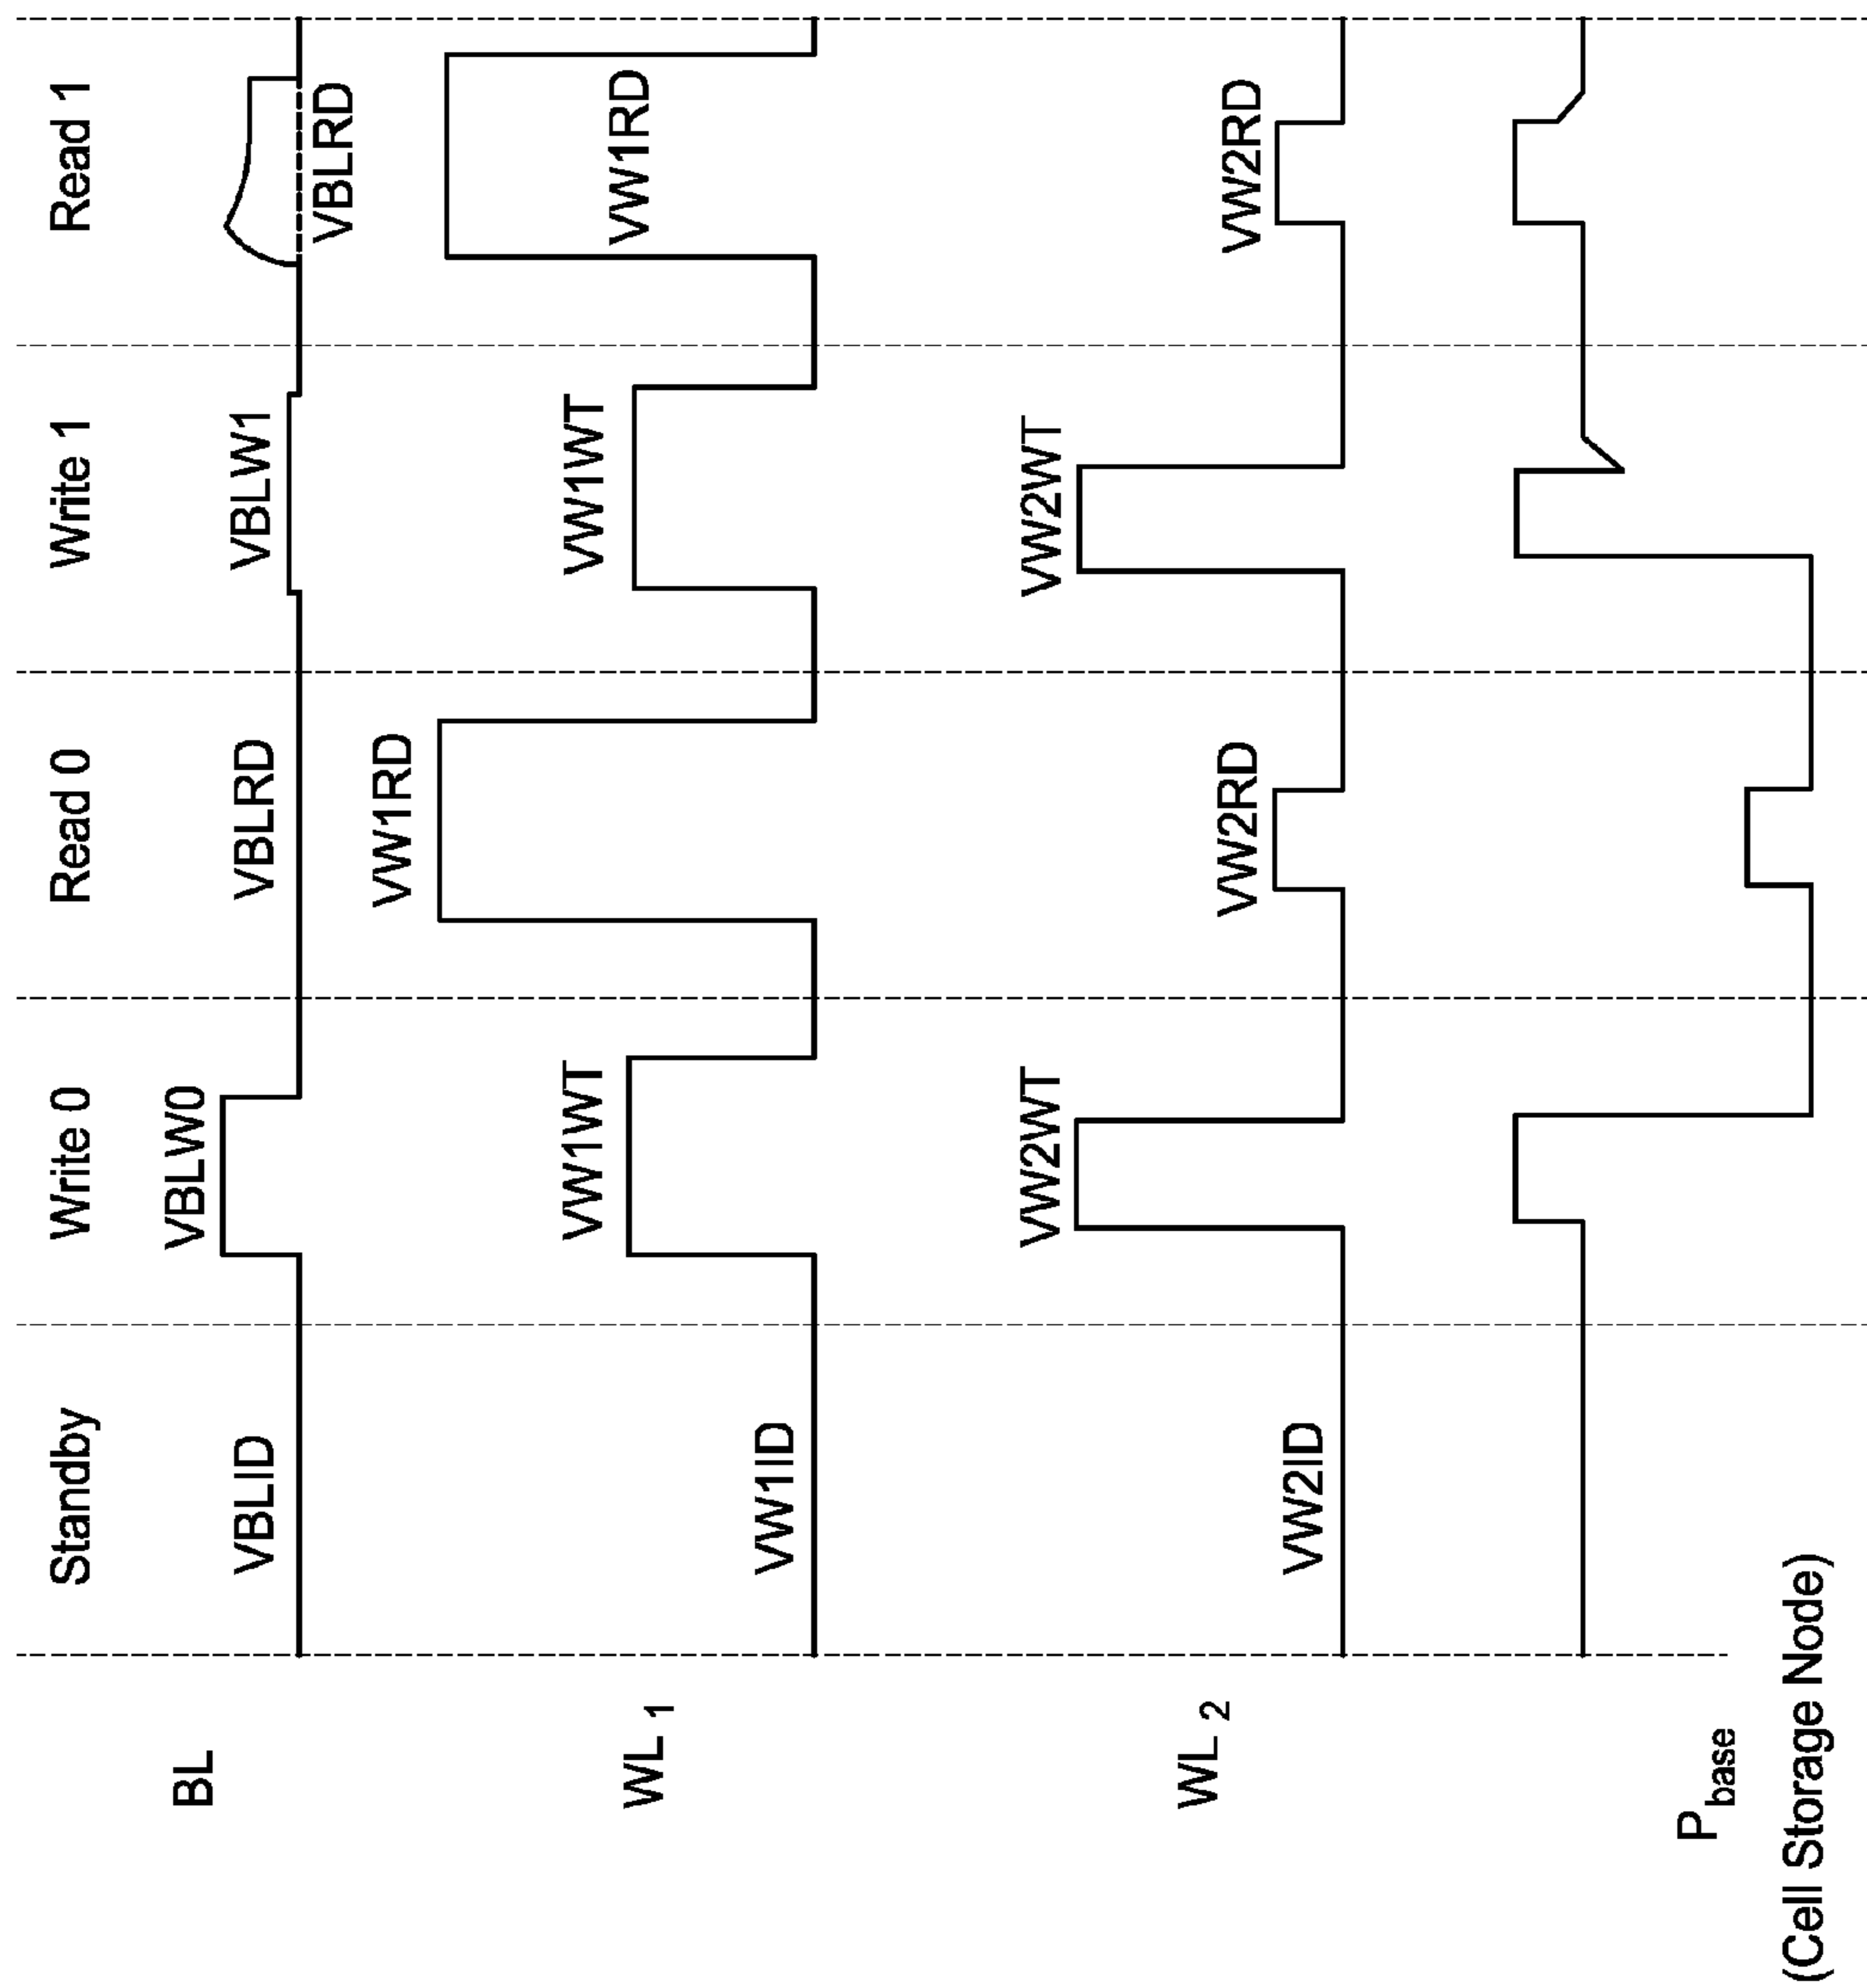 Standby Write 0 Read 0 Write 1 Read 1
BL
VBLID VBLW0 VBLRD VBLW1 VBLRD
WL 1
VW1ID VW1WT VW1RD VW1WT VW1RD
WL 2
VW2ID VW2WT VW2RD VW2WT VW2RD
P base
(Cell Storage Node)